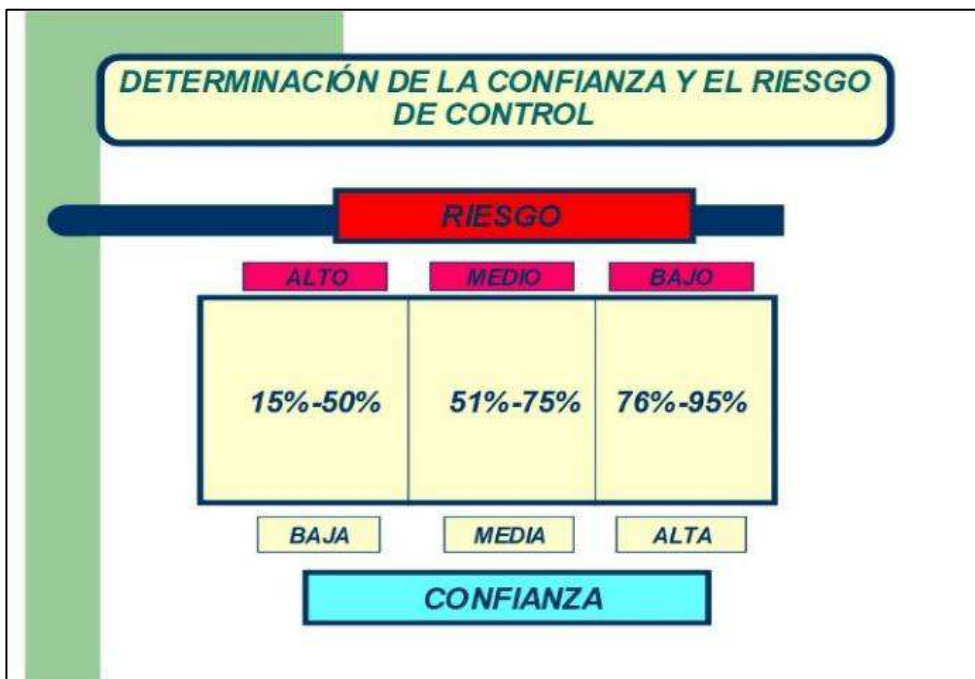 DETERMINACIÓN DE LA CONFIANZA Y EL RIESGO
DE CONTROL
RIESGO
ALTO MEDIO BAJO
15%-50% 51%-75% 76%-95%
BAJA MEDIA ALTA
CONFIANZA